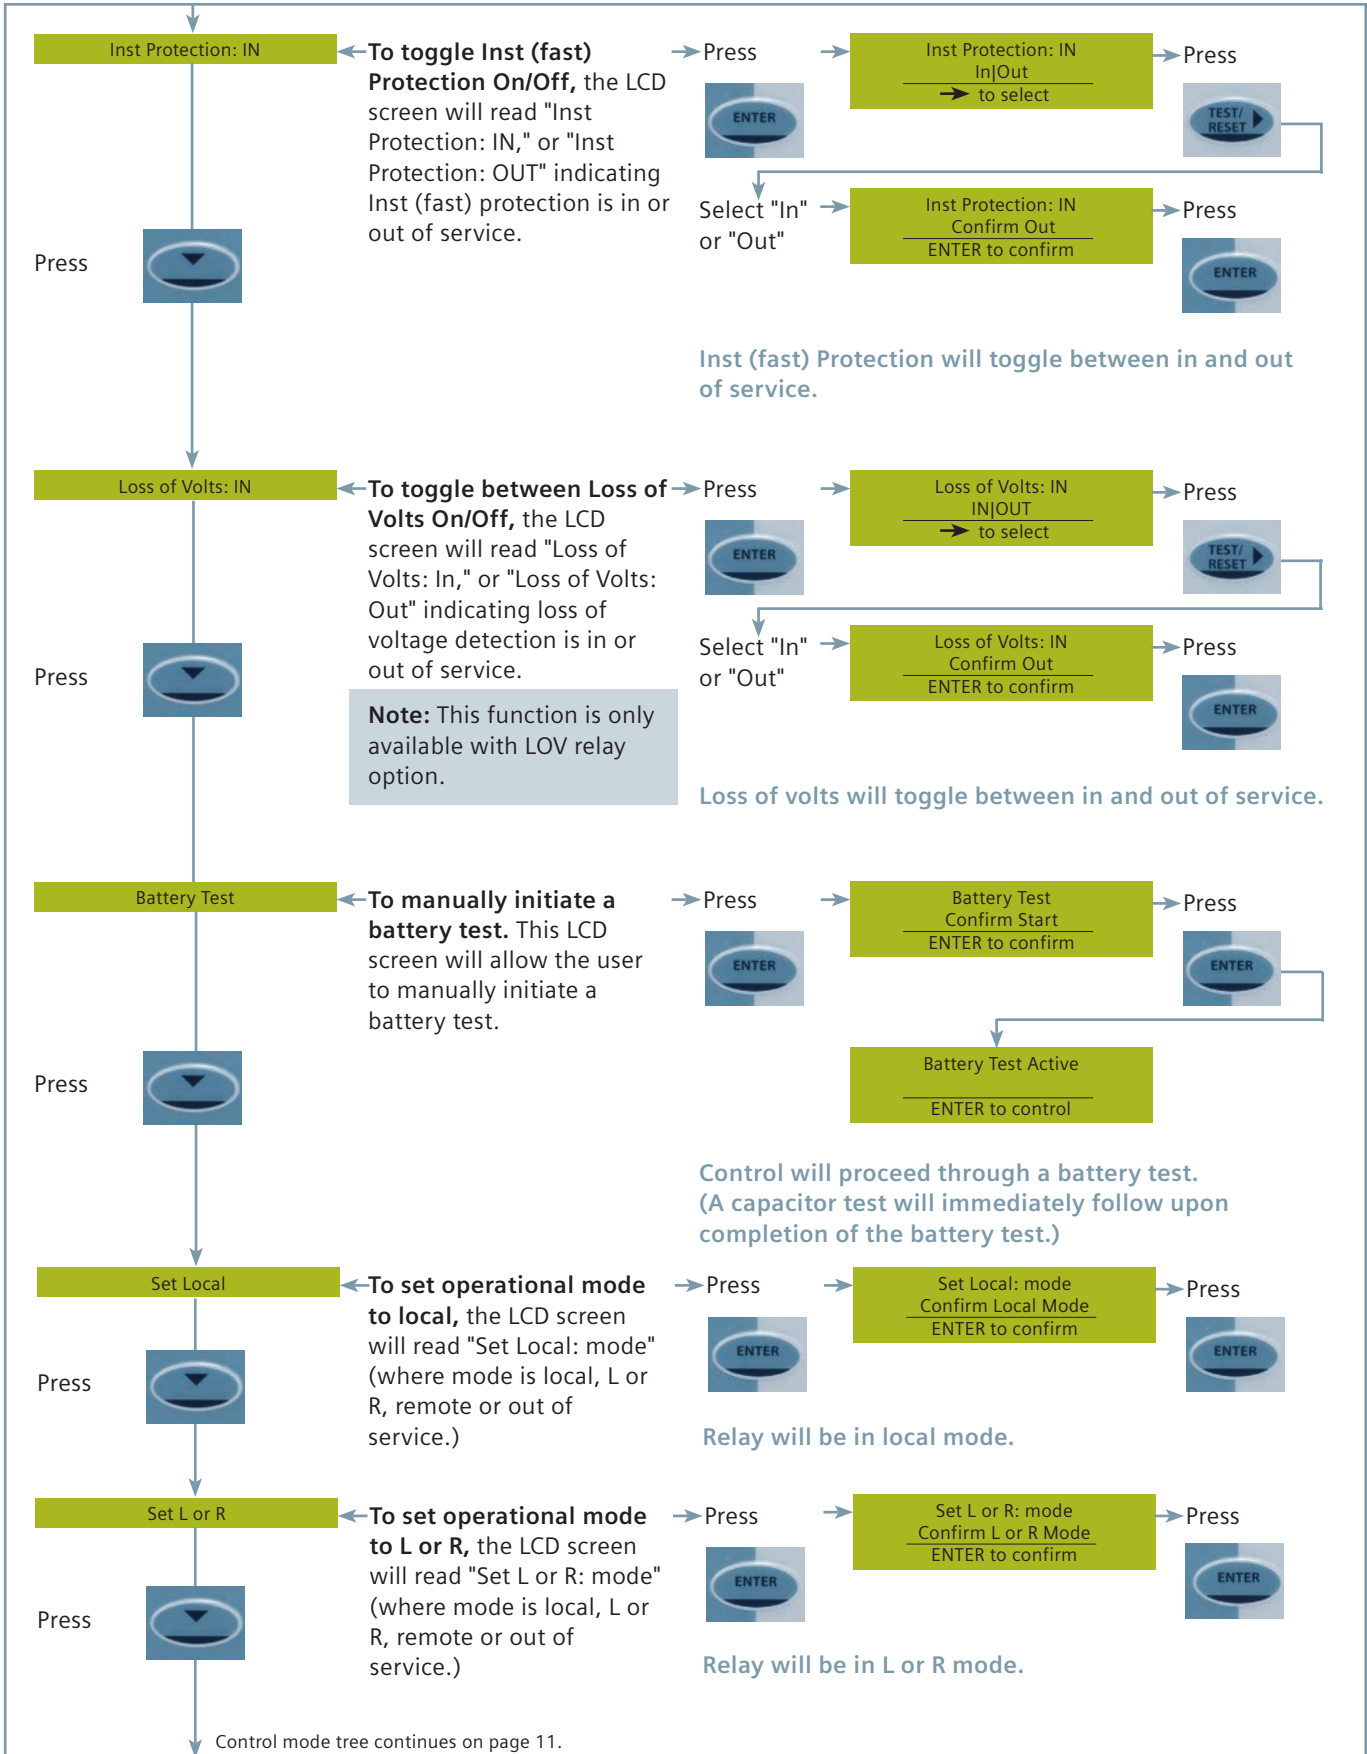 Inst Protection: IN
To toggle Inst (fast)
Protection On/Off, the LCD
screen will read "Inst
Protection: IN," or "Inst
Protection: OUT" indicating
Inst (fast) protection is in or
out of service.
Press
ENTER
Inst Protection: IN
In|Out
→ to select
Press
TEST/
RESET
Select "In"
or "Out"
Inst Protection: IN
Confirm Out
ENTER to confirm
Press
ENTER
Press
Inst (fast) Protection will toggle between in and out
of service.
Loss of Volts: IN
To toggle between Loss of
Volts On/Off, the LCD
screen will read "Loss of
Volts: In," or "Loss of Volts:
Out" indicating loss of
voltage detection is in or
out of service.
Note: This function is only
available with LOV relay
option.
Press
ENTER
Loss of Volts: IN
IN|OUT
→ to select
Press
TEST/
RESET
Select "In"
or "Out"
Loss of Volts: IN
Confirm Out
ENTER to confirm
Press
ENTER
Press
Loss of volts will toggle between in and out of service.
Battery Test
To manually initiate a
battery test. This LCD
screen will allow the user
to manually initiate a
battery test.
Press
ENTER
Battery Test
Confirm Start
ENTER to confirm
Press
ENTER
Battery Test Active
ENTER to control
Press
Control will proceed through a battery test.
(A capacitor test will immediately follow upon
completion of the battery test.)
Set Local
To set operational mode
to local, the LCD screen
will read "Set Local: mode"
(where mode is local, L or
R, remote or out of
service.)
Press
ENTER
Set Local: mode
Confirm Local Mode
ENTER to confirm
Press
ENTER
Press
Relay will be in local mode.
Set L or R
To set operational mode
to L or R, the LCD screen
will read "Set L or R: mode"
(where mode is local, L or
R, remote or out of
service.)
Press
ENTER
Set L or R: mode
Confirm L or R Mode
ENTER to confirm
Press
ENTER
Press
Relay will be in L or R mode.
Control mode tree continues on page 11.